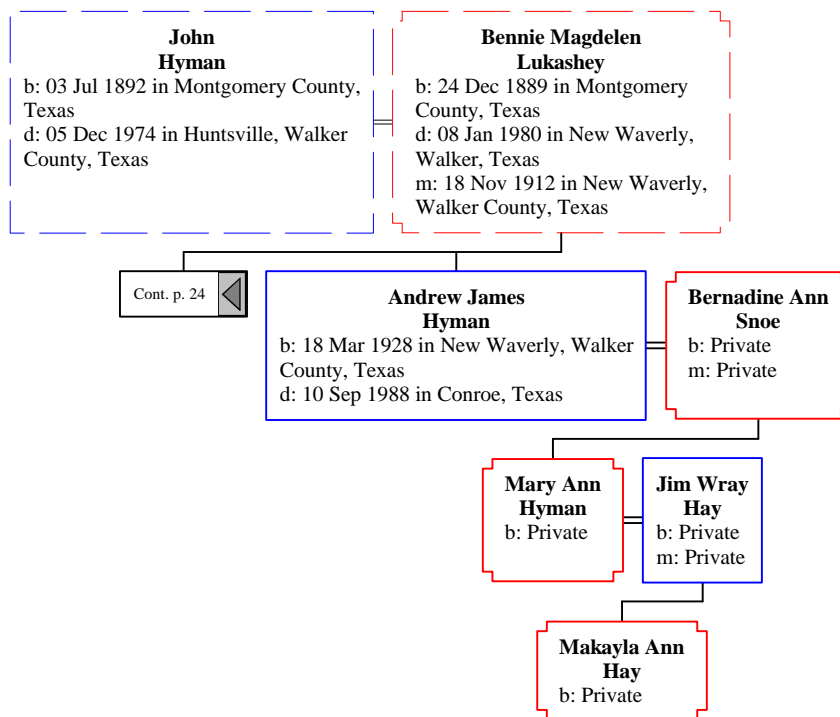 John
Hyman
b: 03 Jul 1892 in Montgomery County,
Texas
d: 05 Dec 1974 in Huntsville, Walker
County, Texas
Bennie Magdelen
Lukashey
b: 24 Dec 1889 in Montgomery
County, Texas
d: 08 Jan 1980 in New Waverly,
Walker, Texas
m: 18 Nov 1912 in New Waverly,
Walker County, Texas
Cont. p. 24
Andrew James
Hyman
b: 18 Mar 1928 in New Waverly, Walker
County, Texas
d: 10 Sep 1988 in Conroe, Texas
Bernadine Ann
Snoe
b: Private
m: Private
Mary Ann
Hyman
b: Private
Jim Wray
Hay
b: Private
m: Private
Makayla Ann
Hay
b: Private